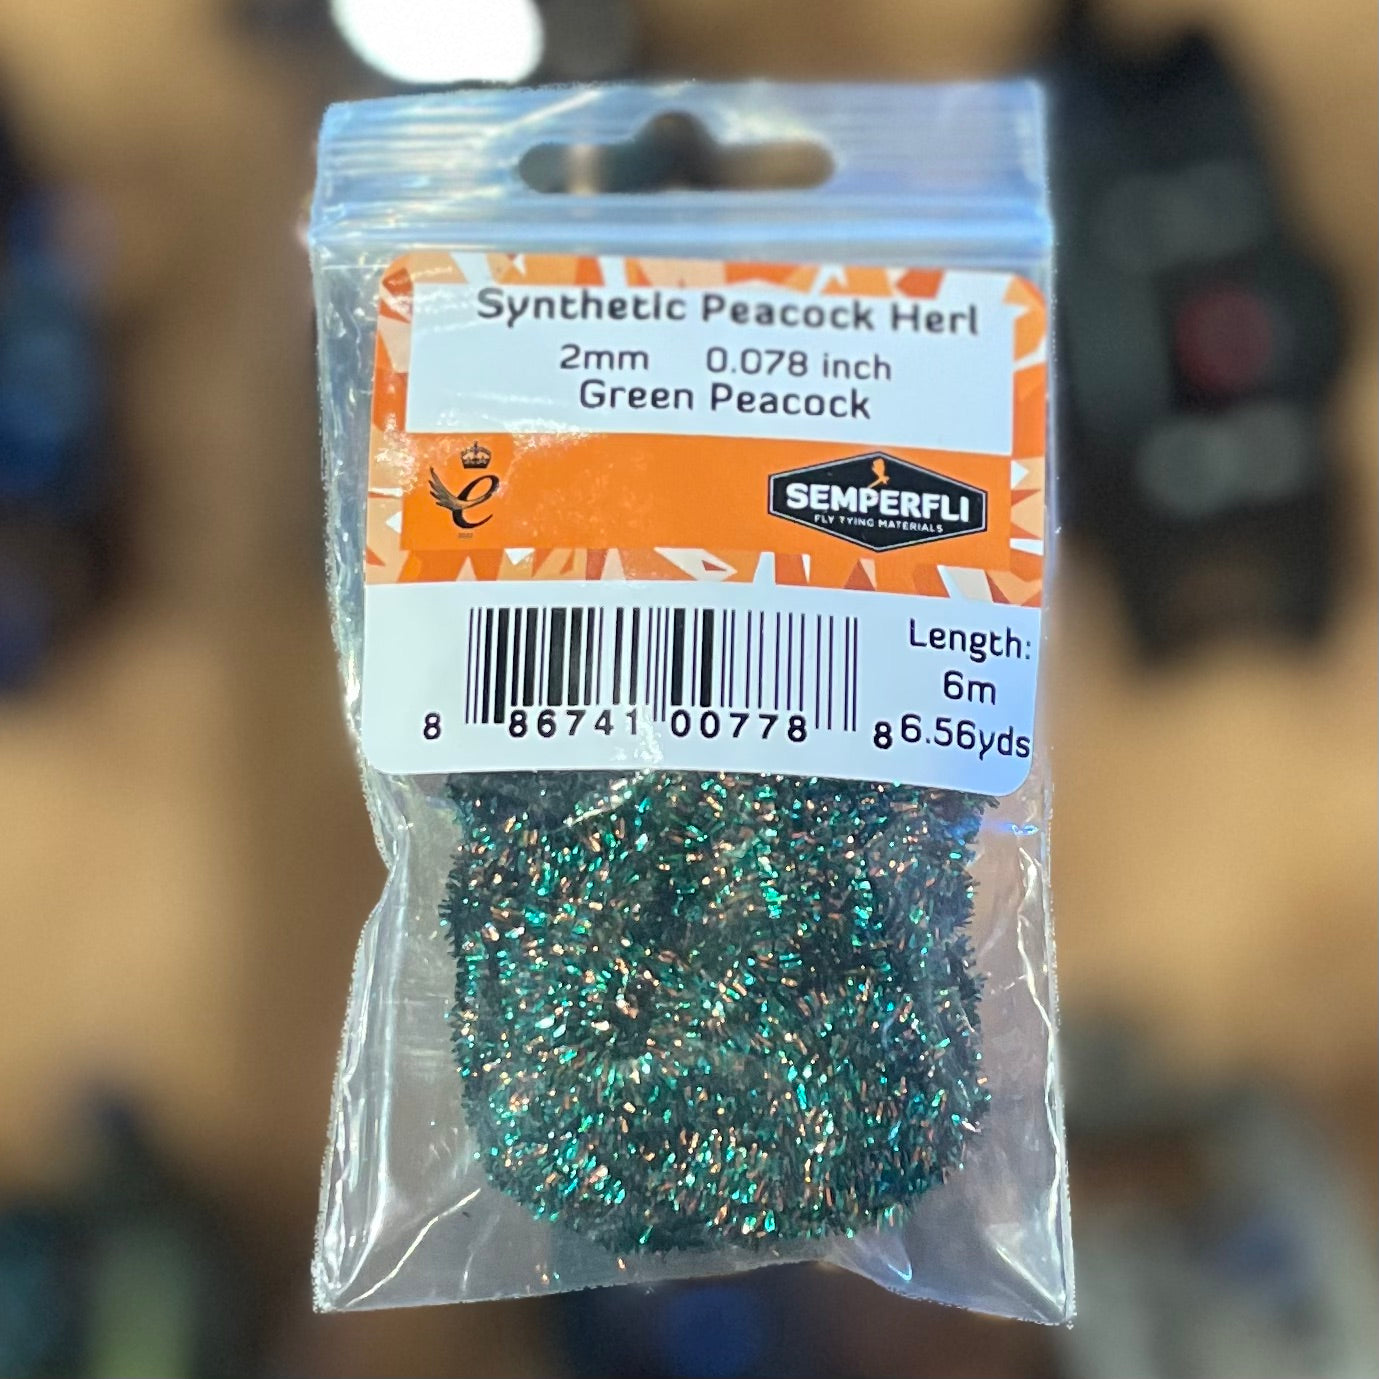 Synthetic Peacock Herl
2mm 0.078 inch
Green Peacock
e
SEMPERFLI
FLY TYING MATERIALS
Length:
6m
6.56yds
8 86741 00778 8